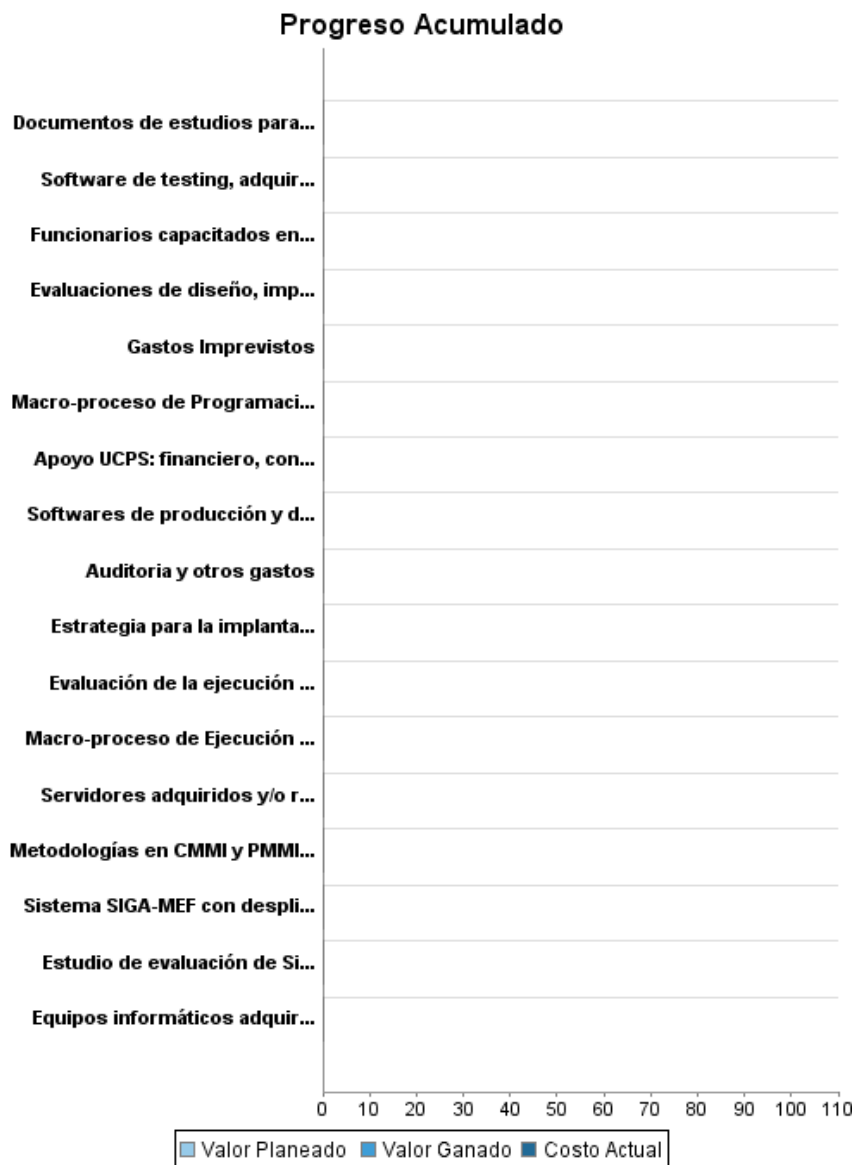 Progreso Acumulado
Documentos de estudios para...
Software de testing, adquir...
Funcionarios capacitados en...
Evaluaciones de diseño, imp...
Gastos Imprevistos
Macro-proceso de Programaci...
Apoyo UCPS: financiero, con...
Softwares de producción y d...
Auditoria y otros gastos
Estrategia para la implanta...
Evaluación de la ejecución ...
Macro-proceso de Ejecución ...
Servidores adquiridos y/o r...
Metodologías en CMMI y PMMI...
Sistema SIGA-MEF con despli...
Estudio de evaluación de Si...
Equipos informáticos adquir...
0 10 20 30 40 50 60 70 80 90 100 110
Valor Planeado Valor Ganado Costo Actual